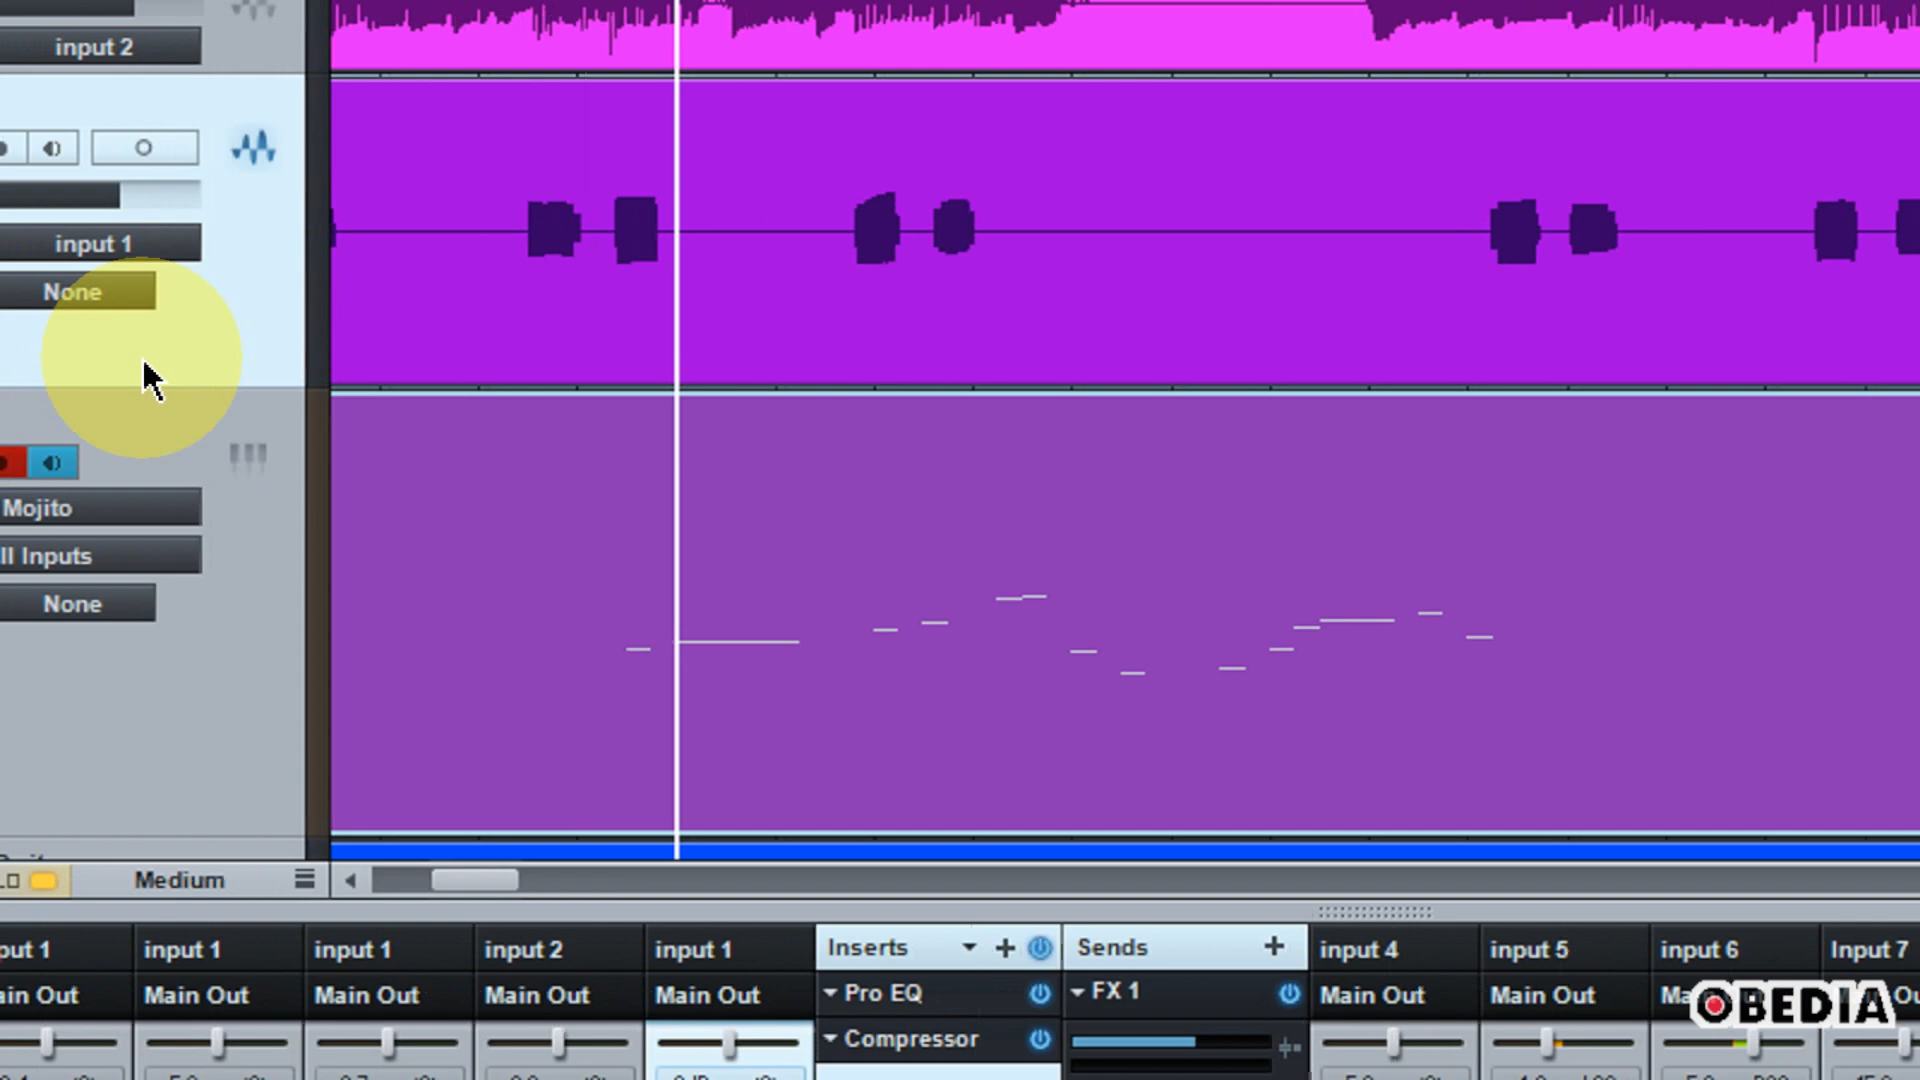 input 2
input 1
None
Mojito
ll Inputs
None
Medium
put 1
input 1
input 1
input 2
input 1
Inserts
Sends
input 4
input 5
input 6
Input 7
ain Out
Main Out
Main Out
Main Out
Main Out
Pro EQ
FX 1
Main Out
Main Out
OBEDIA
Compressor